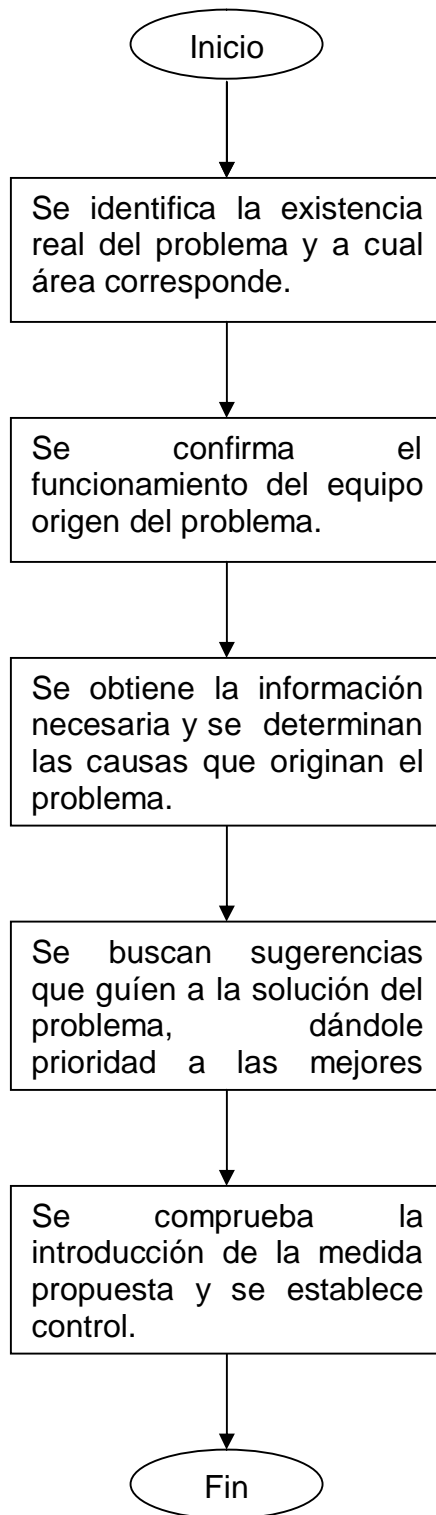 Inicio
Se identifica la existencia
real del problema y a cual
área corresponde.
Se confirma el
funcionamiento del equipo
origen del problema.
Se obtiene la información
necesaria y se determinan
las causas que originan el
problema.
Se buscan sugerencias
que guíen a la solución del
problema, dándole
prioridad a las mejores
Se comprueba la
introducción de la medida
propuesta y se establece
control.
Fin